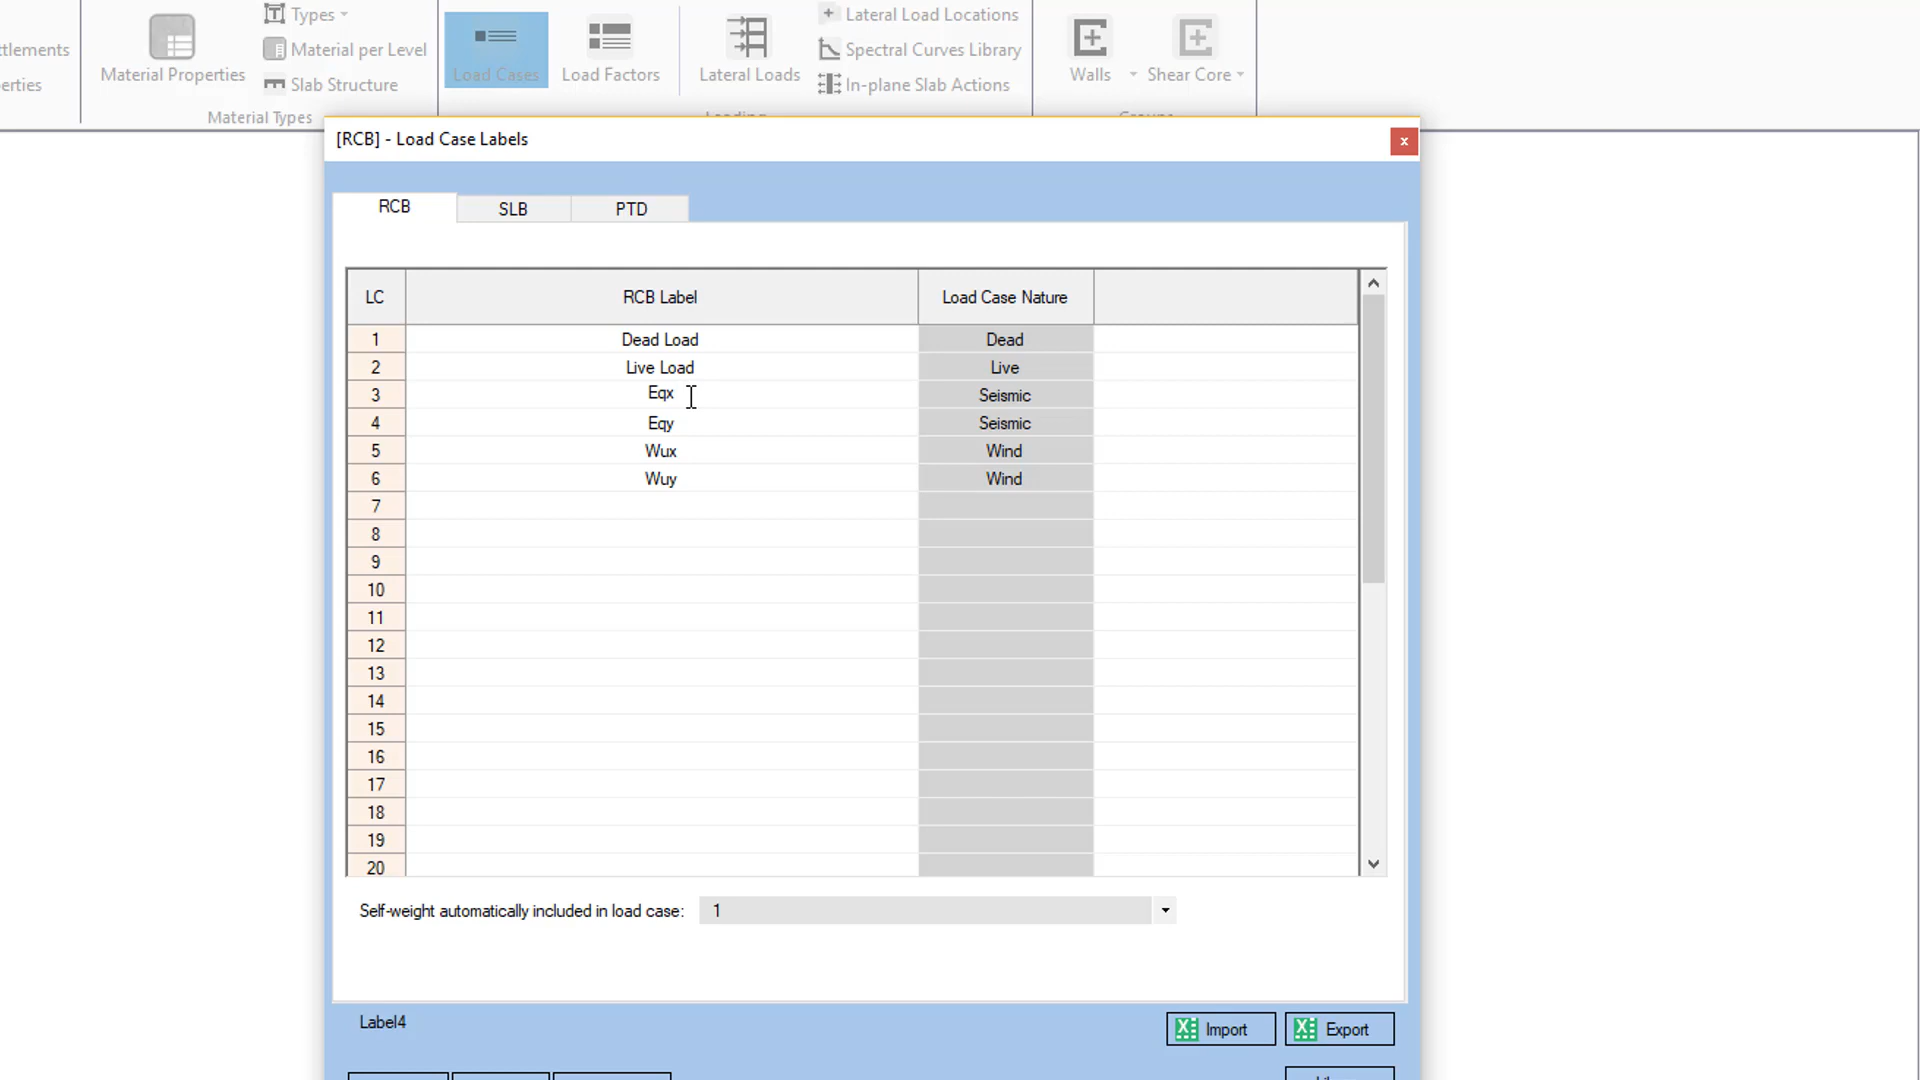 tlements
erties
Material Properties
Types
Material per Level
Slab Structure
Material Types
Load Cases
Load Factors
Lateral Loads
Lateral Load Locations
Spectral Curves Library
In-plane Slab Actions
Walls
Shear Core
[RCB] - Load Case Labels
x
RCB SLB PTD
LC RCB Label Load Case Nature
1 Dead Load Dead
2 Live Load Live
3 Eqx Seismic
4 Eqy Seismic
5 Wux Wind
6 Wuy Wind
7
8
9
10
11
12
13
14
15
16
17
18
19
20
Self-weight automatically included in load case: 1
Label4
Import Export